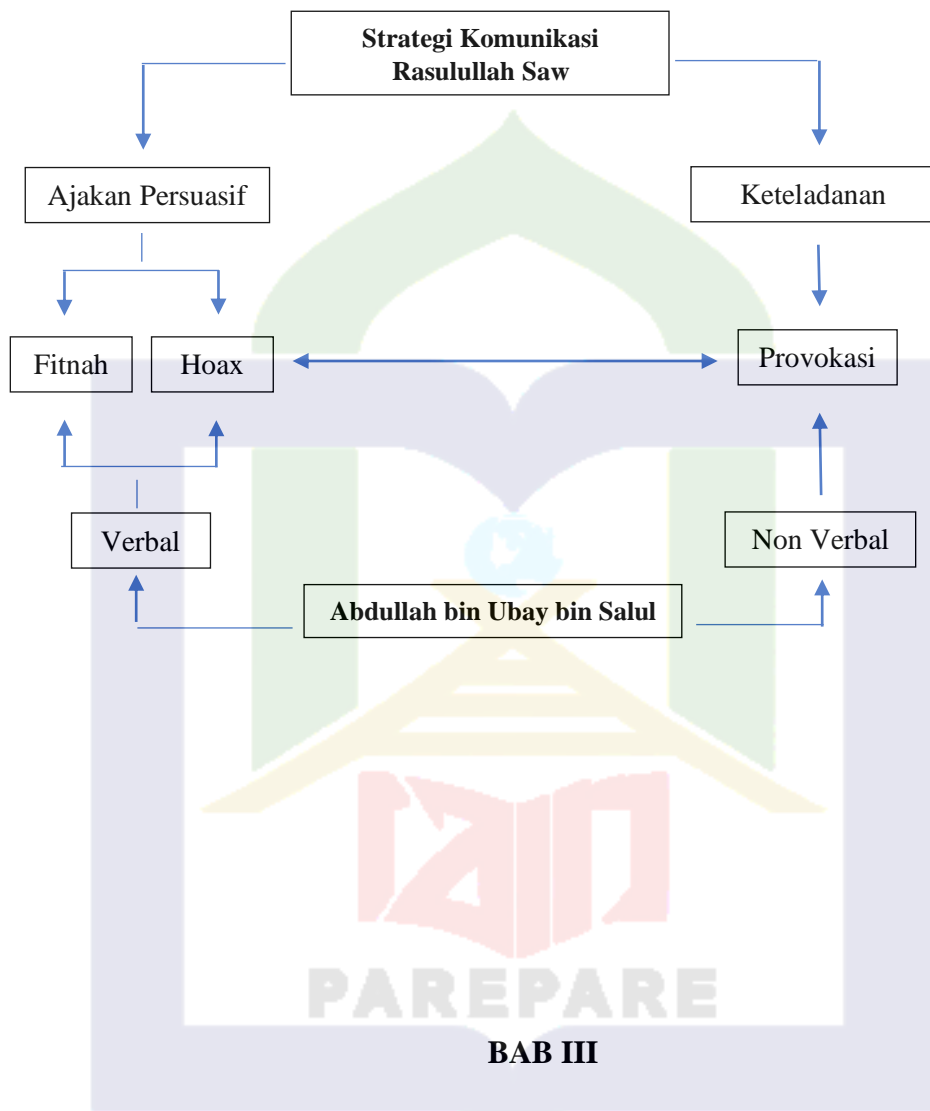 Strategi Komunikasi
Rasulullah Saw
Ajakan Persuasif
Keteladanan
Fitnah
Hoax
Provokasi
Verbal
Non Verbal
Abdullah bin Ubay bin Salul
iain
PAREPARE
BAB III